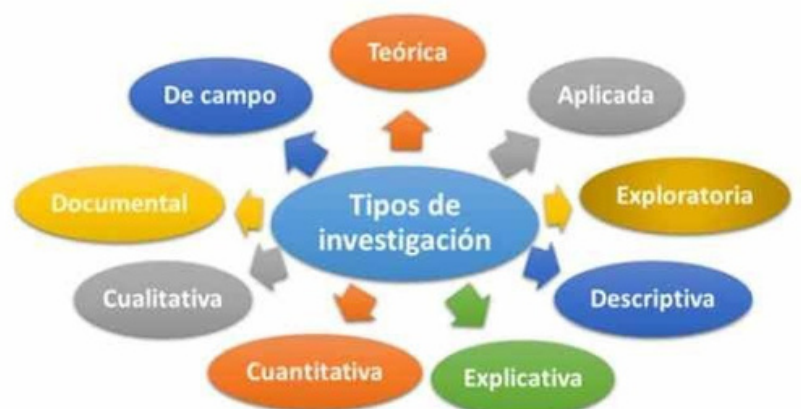 Teórica
De campo
Aplicada
Documental
Tipos de
investigación
Exploratoria
Cualitativa
Descriptiva
Cuantitativa
Explicativa